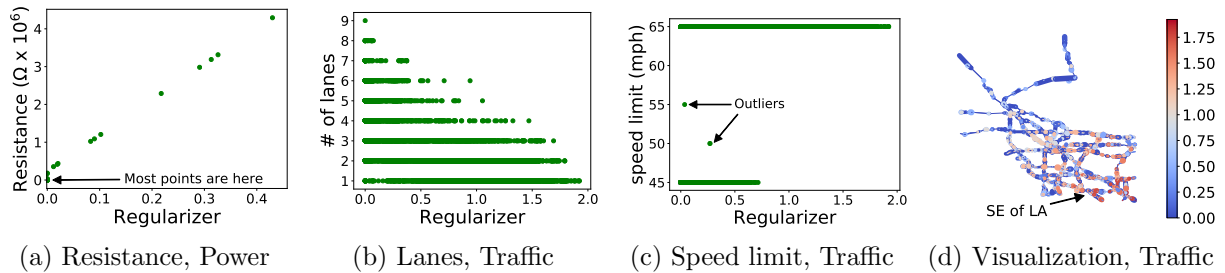 Resistance (Ω x 10⁶)
4
3
2
1
0
Most points are here
0.0 0.1 0.2 0.3 0.4
Regularizer
(a) Resistance, Power
# of lanes
9
8
7
6
5
4
3
2
1
0.0 0.5 1.0 1.5 2.0
Regularizer
(b) Lanes, Traffic
speed limit (mph)
65
60
55
50
45
Outliers
0.0 0.5 1.0 1.5 2.0
Regularizer
(c) Speed limit, Traffic
SE of LA
1.75
1.50
1.25
1.00
0.75
0.50
0.25
0.00
(d) Visualization, Traffic